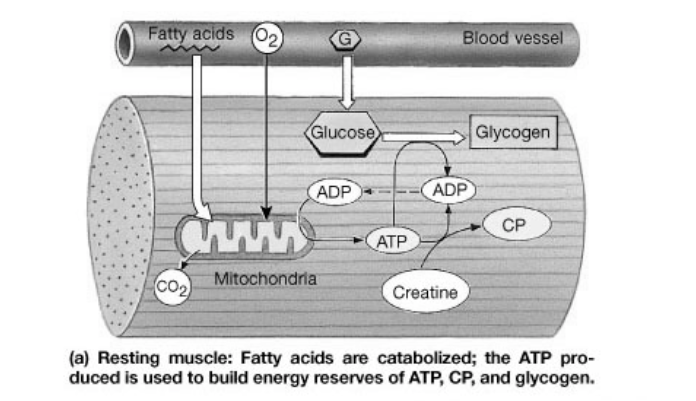 Fatty acids
O2
G
Blood vessel
Glucose
Glycogen
ADP
ADP
ATP
CP
Mitochondria
CO2
Creatine
(a) Resting muscle: Fatty acids are catabolized; the ATP pro-
duced is used to build energy reserves of ATP, CP, and glycogen.